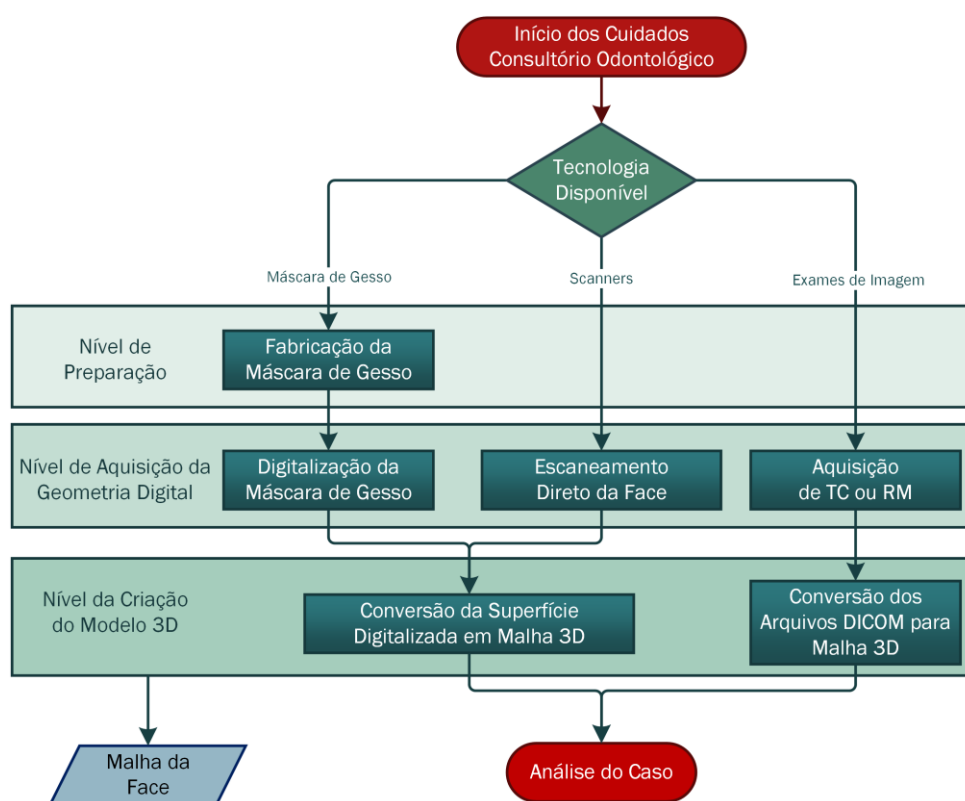 Início dos Cuidados
Consultório Odontológico
Tecnologia
Disponível
Máscara de Gesso
Scanners
Exames de Imagem
Nível de
Preparação
Fabricação da
Máscara de Gesso
Nível de Aquisição da
Geometria Digital
Digitalização da
Máscara de Gesso
Escaneamento
Direto da Face
Aquisição
de TC ou RM
Nível da Criação
do Modelo 3D
Conversão da Superfície
Digitalizada em Malha 3D
Conversão dos
Arquivos DICOM para
Malha 3D
Malha da
Face
Análise do Caso